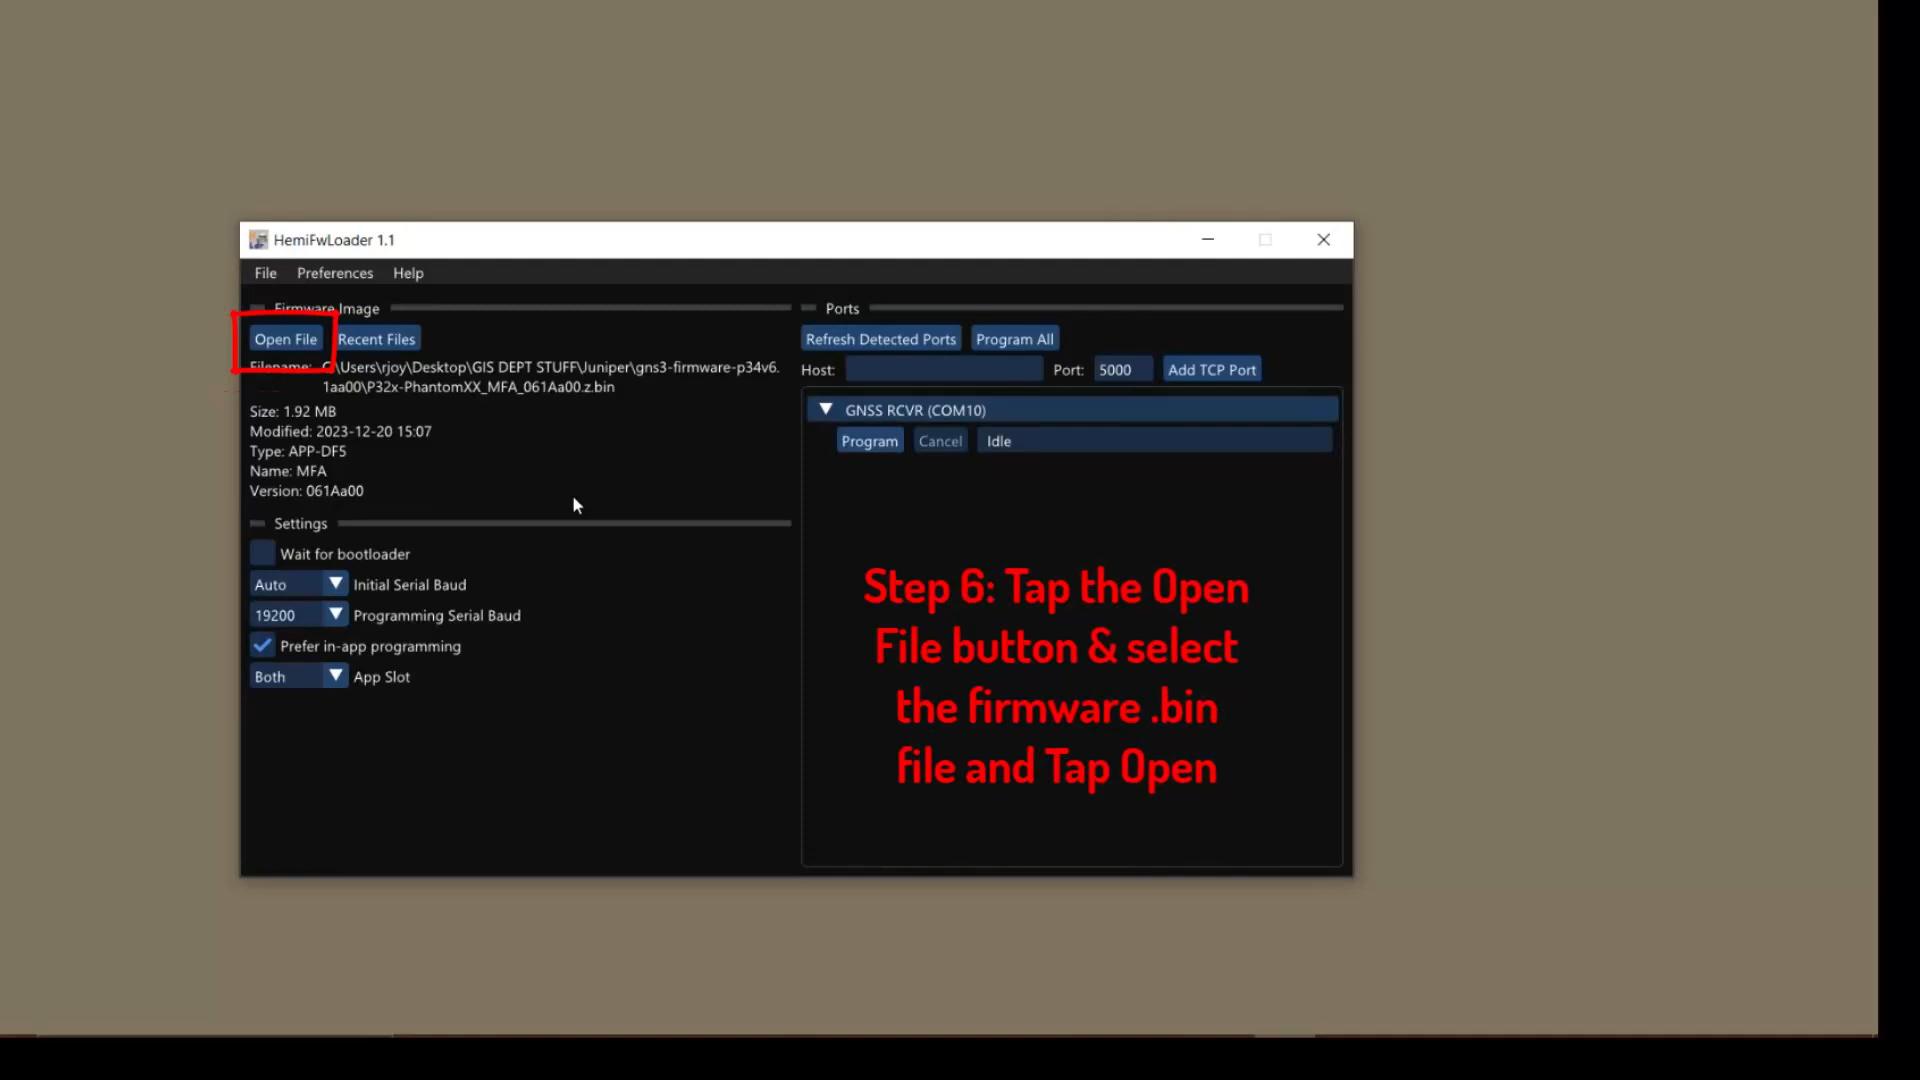 HemiFwLoader 1.1
File Preferences Help
Firmware Image
Open File Recent Files
Filename: C:\Users\rjoy\Desktop\GIS DEPT STUFF\Juniper\gns3-firmware-p34v6.
1aa00\P32x-PhantomXX_MFA_061Aa00.z.bin
Size: 1.92 MB
Modified: 2023-12-20 15:07
Type: APP-DF5
Name: MFA
Version: 061Aa00
Settings
Wait for bootloader
Auto Initial Serial Baud
19200 Programming Serial Baud
Prefer in-app programming
Both App Slot
Ports
Refresh Detected Ports Program All
Host: Port: 5000 Add TCP Port
GNSS RCVR (COM10)
Program Cancel Idle
Step 6: Tap the Open
File button & select
the firmware .bin
file and Tap Open